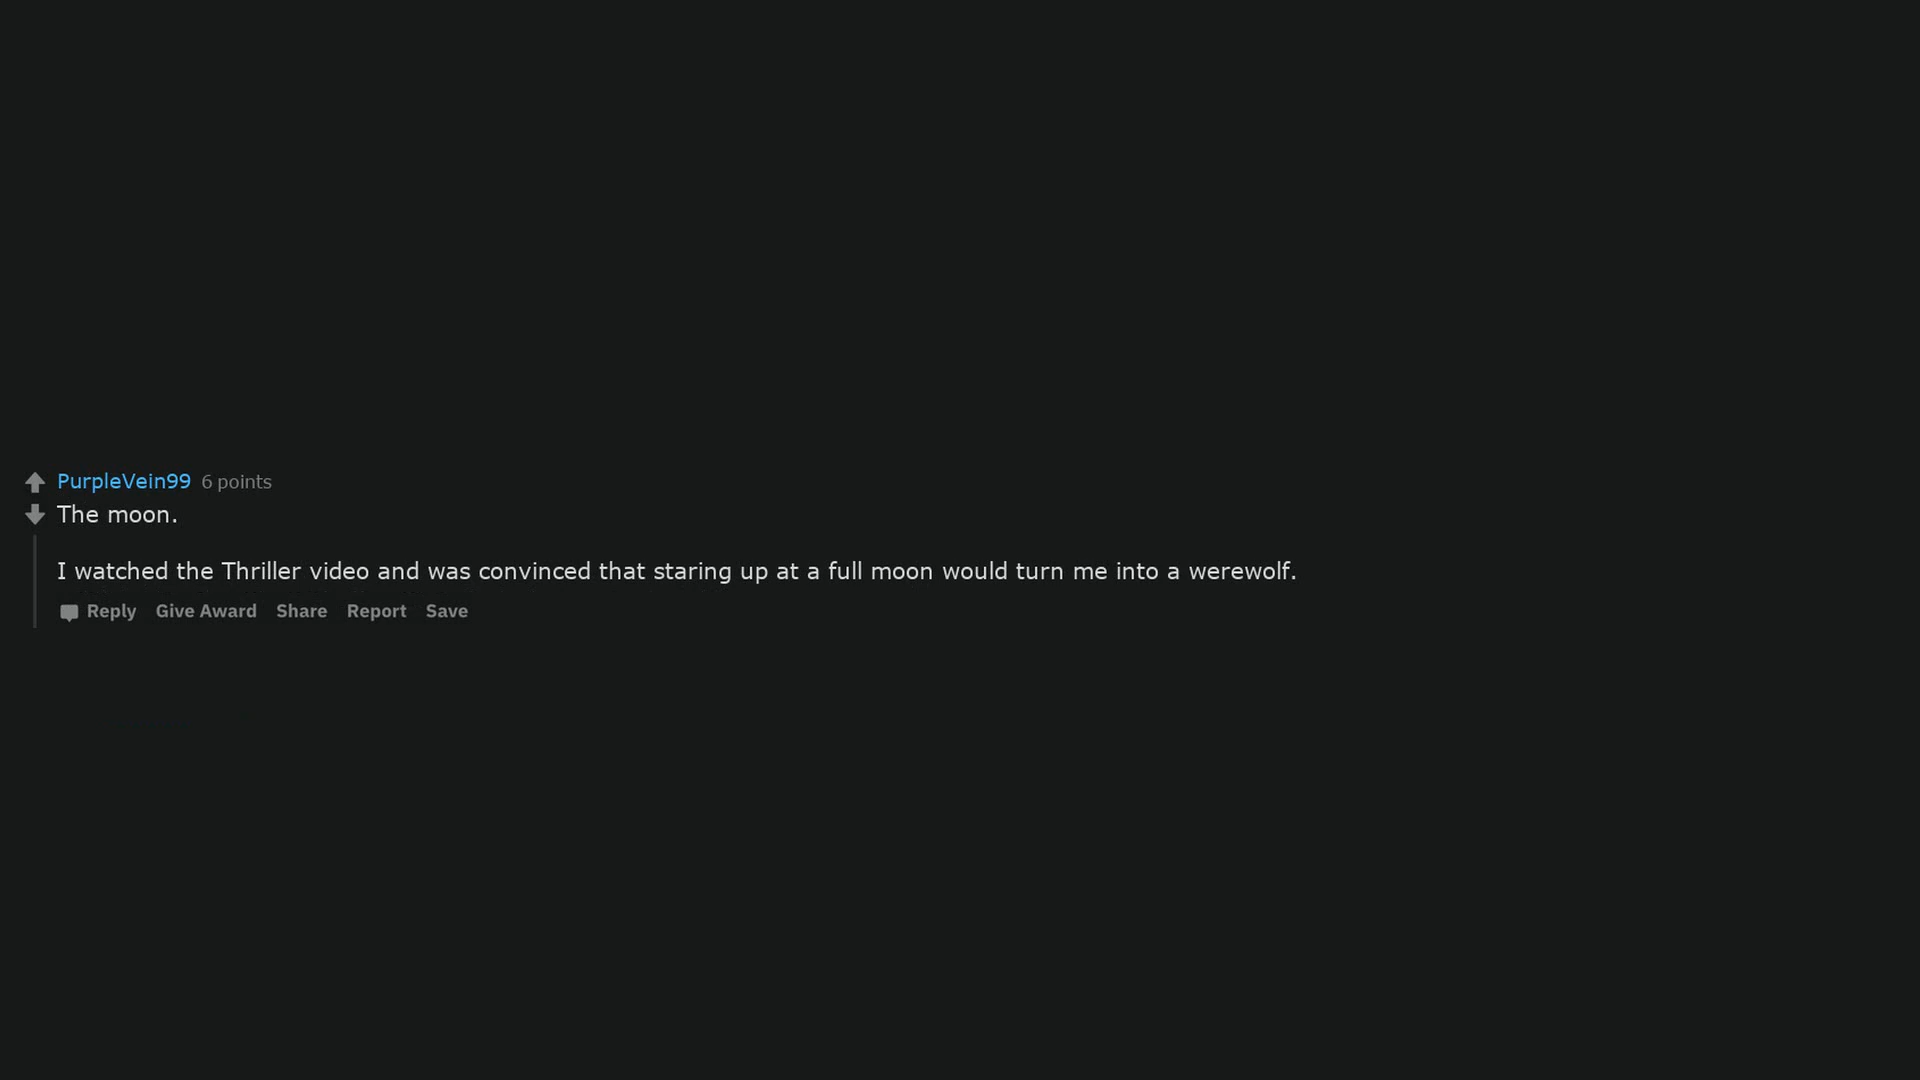 PurpleVein99 6 points
The moon.
I watched the Thriller video and was convinced that staring up at a full moon would turn me into a werewolf.
Reply Give Award Share Report Save